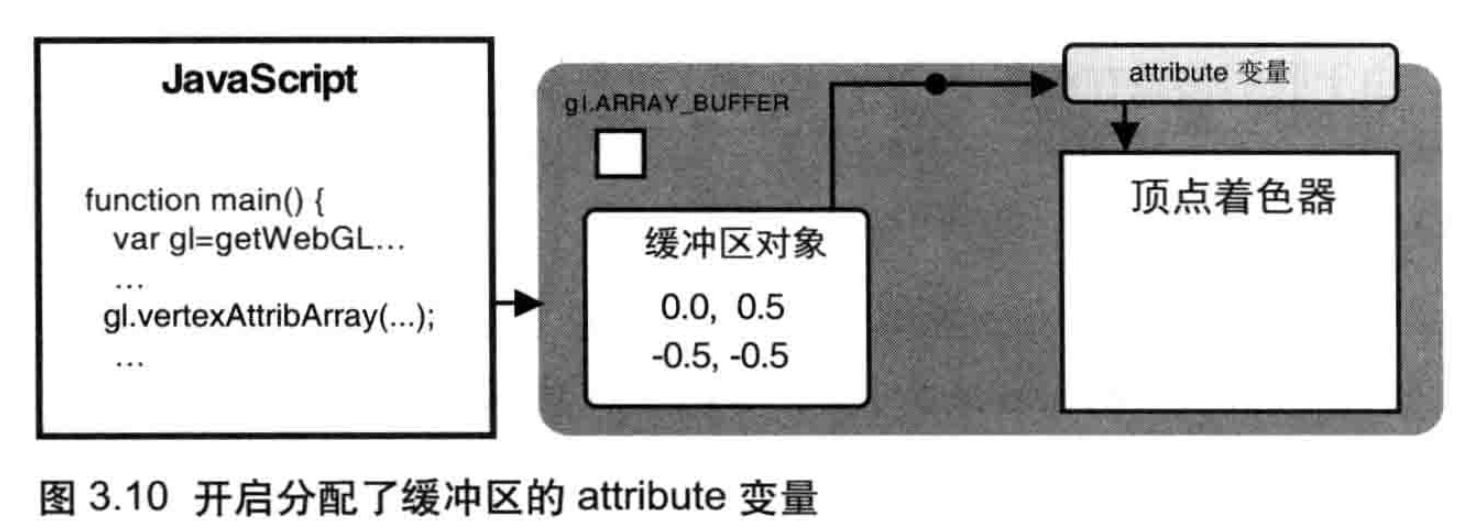 JavaScript
function main() {
var gl=getWebGL...
...
gl.vertexAttribArray(...);
...
gl.ARRAY_BUFFER
缓冲区对象
0.0, 0.5
-0.5, -0.5
attribute 变量
顶点着色器
图 3.10 开启分配了缓冲区的 attribute 变量